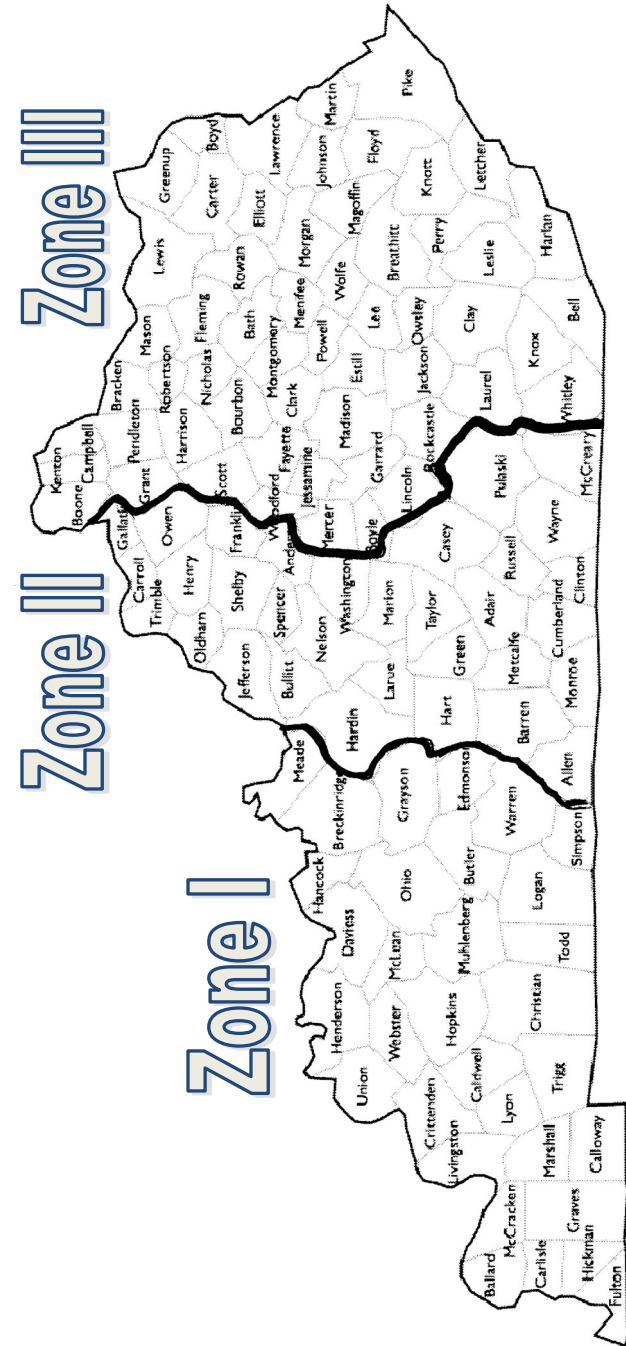 Zone I
Zone II
Zone III
Ballard
McCracken
Carlisle
Hickman
Fulton
Graves
Marshall
Calloway
Livingston
Crittenden
Lyon
Caldwell
Trigg
Union
Henderson
Webster
Hopkins
Christian
Daviess
McLean
Muhlenberg
Todd
Hancock
Ohio
Butler
Logan
Breckinridge
Meade
Grayson
Edmonson
Warren
Simpson
Hardin
Hart
Barren
Allen
Larue
Green
Metcalfe
Monroe
Jefferson
Bullitt
Nelson
Spencer
Washington
Marion
Taylor
Adair
Cumberland
Clinton
Russell
Casey
Wayne
Pulaski
McCreary
Oldham
Trimble
Carroll
Henry
Shelby
Owen
Gallati
Frankli
Anders
Boone
Kenton
Campbell
Grant
Pendleton
Bracken
Harrison
Robertson
Mason
Scott
Woodford
Fayette
Jessamine
Mercer
Boyle
Lincoln
Garrard
Madison
Rockcastle
Bourbon
Nicholas
Fleming
Clark
Montgomery
Bath
Rowan
Lewis
Greenup
Boyd
Carter
Elliott
Lawrence
Menifee
Morgan
Powell
Wolfe
Estill
Lee
Johnson
Martin
Magoffin
Floyd
Pike
Breathitt
Knott
Perry
Letcher
Owsley
Jackson
Clay
Leslie
Harlan
Laurel
Knox
Bell
Whitley